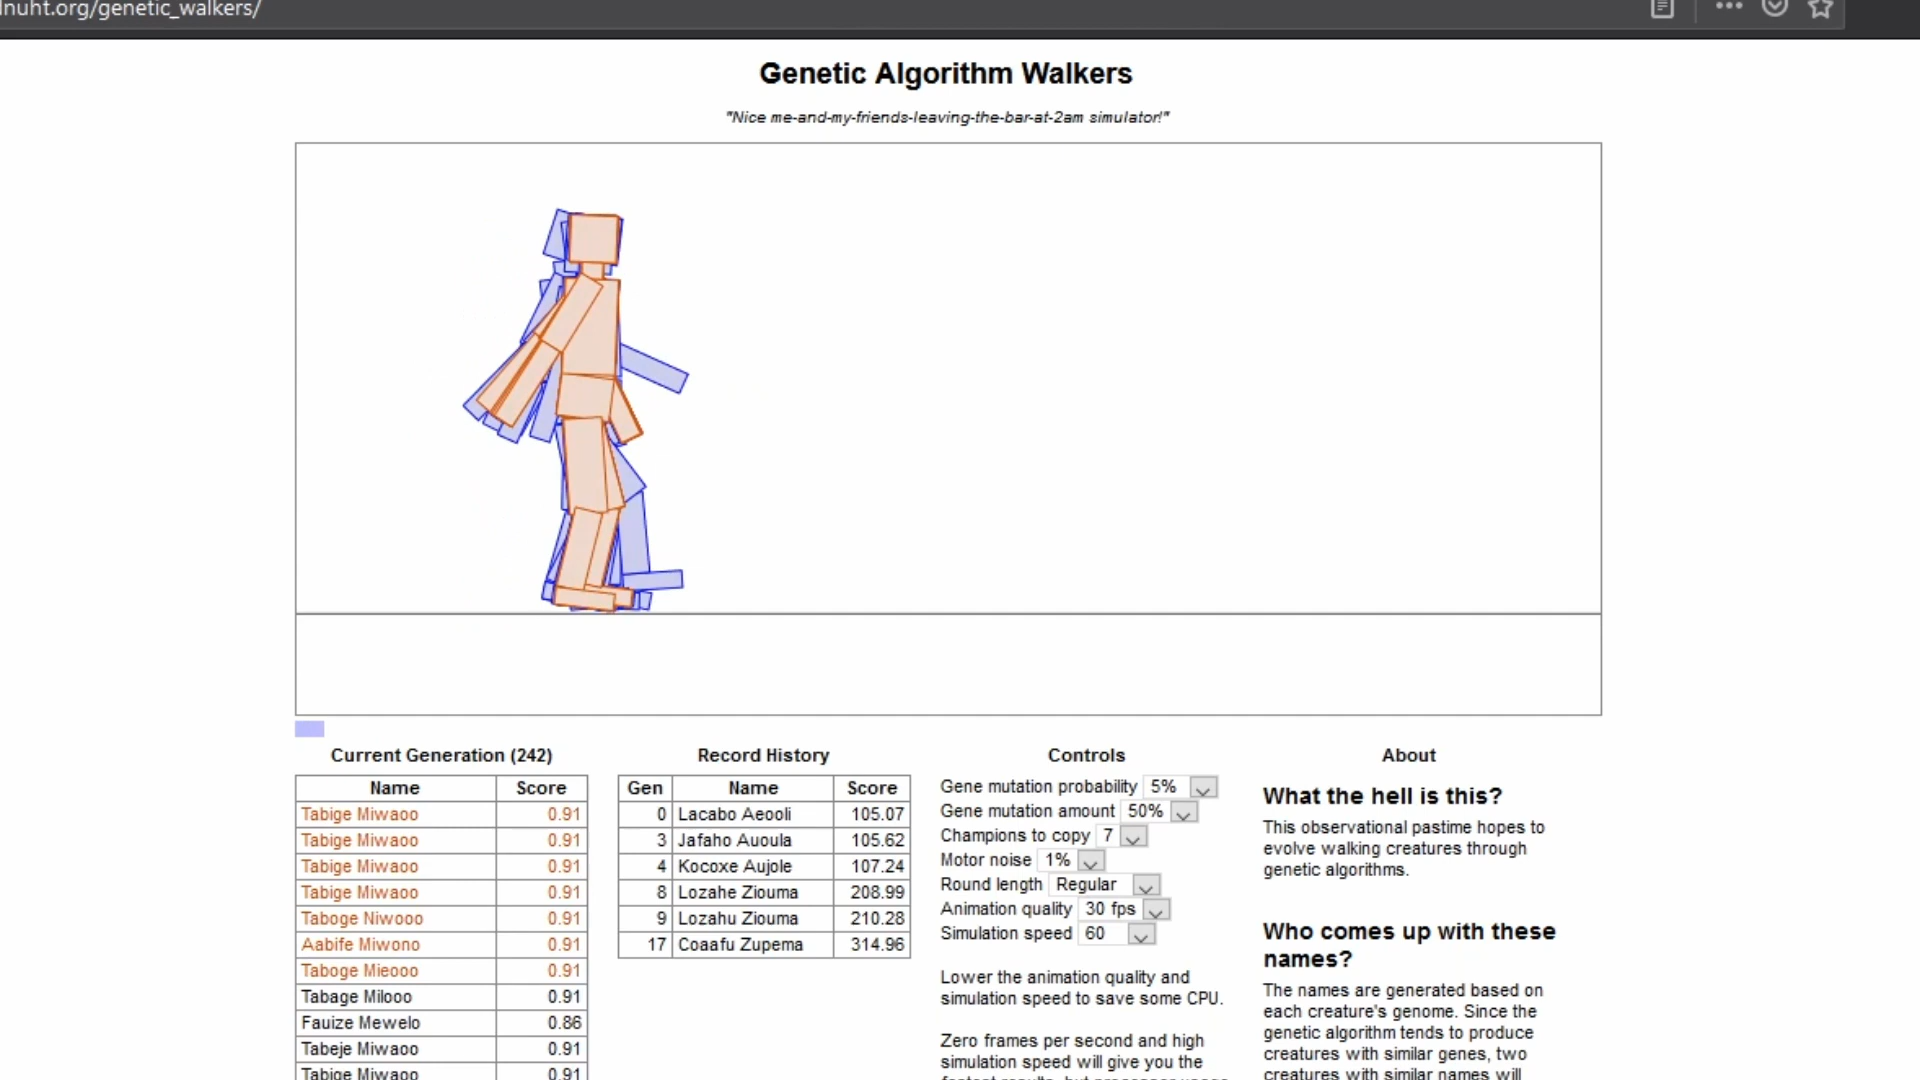 lnuht.org/genetic_walkers/
Genetic Algorithm Walkers
"Nice me-and-my-friends-leaving-the-bar-at-2am simulator!"
Current Generation (242)
Name Score
Tabige Miwaoo 0.91
Tabige Miwaoo 0.91
Tabige Miwaoo 0.91
Tabige Miwaoo 0.91
Taboge Niwooo 0.91
Aabife Miwono 0.91
Taboge Mieooo 0.91
Tabage Milooo 0.91
Fauize Mewelo 0.86
Tabeje Miwaoo 0.91
Tabige Miwaoo 0.91
Record History
Gen Name Score
0 Lacabo Aeooli 105.07
3 Jafaho Auoula 105.62
4 Kocoxe Aujole 107.24
8 Lozahe Ziouma 208.99
9 Lozahu Ziouma 210.28
17 Coaafu Zupema 314.96
Controls
Gene mutation probability 5%
Gene mutation amount 50%
Champions to copy 7
Motor noise 1%
Round length Regular
Animation quality 30 fps
Simulation speed 60
Lower the animation quality and
simulation speed to save some CPU.
Zero frames per second and high
simulation speed will give you the
About
What the hell is this?
This observational pastime hopes to
evolve walking creatures through
genetic algorithms.
Who comes up with these
names?
The names are generated based on
each creature's genome. Since the
genetic algorithm tends to produce
creatures with similar genes, two
creatures with similar names will